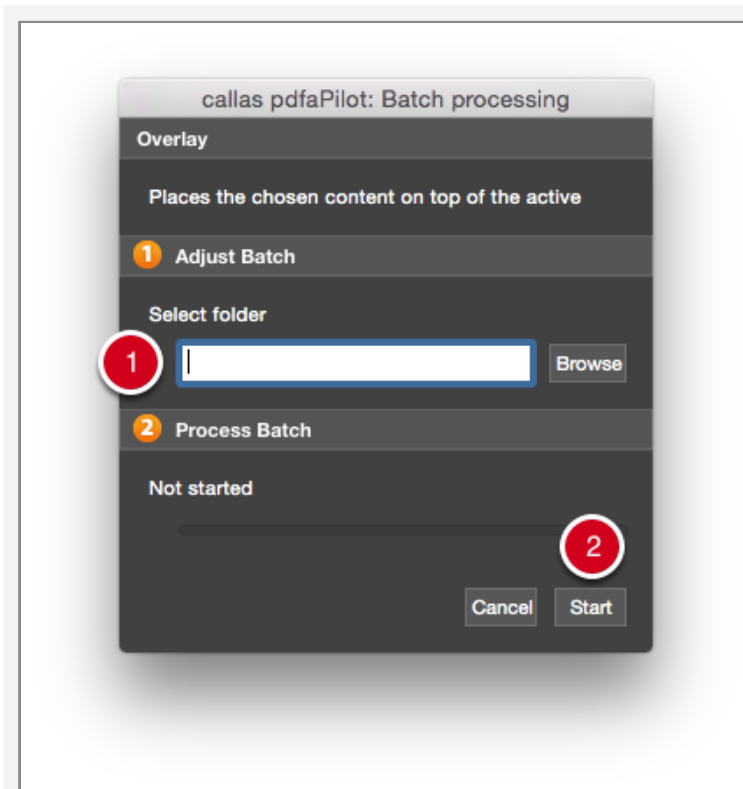 callas pdfaPilot: Batch processing
Overlay
Places the chosen content on top of the active
1 Adjust Batch
Select folder
1
Browse
2 Process Batch
Not started
2
Cancel Start